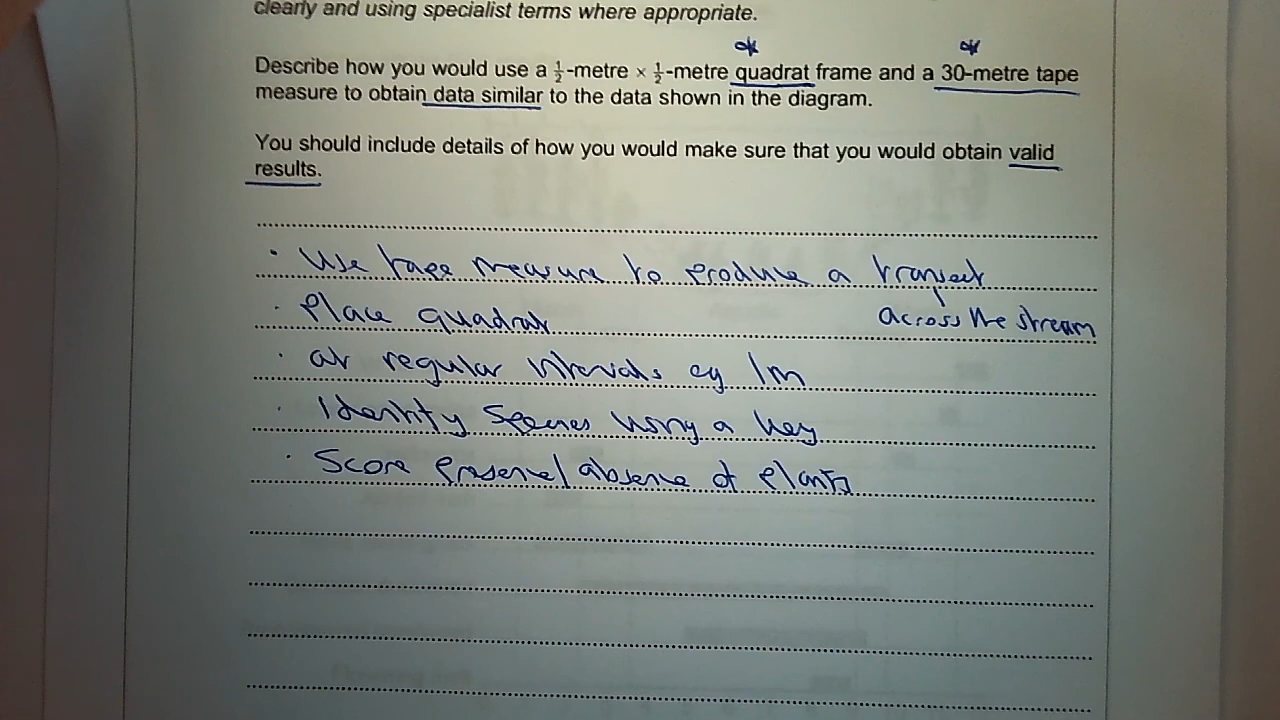 clearly and using specialist terms where appropriate.
ok ok
Describe how you would use a ½-metre × ½-metre quadrat frame and a 30-metre tape
measure to obtain data similar to the data shown in the diagram.
You should include details of how you would make sure that you would obtain valid
results.
• Use tape measure to produce a transect
across the stream
• Place quadrat
• at regular intervals eg 1m
• Identify species using a key
• Score presence/absence of plants